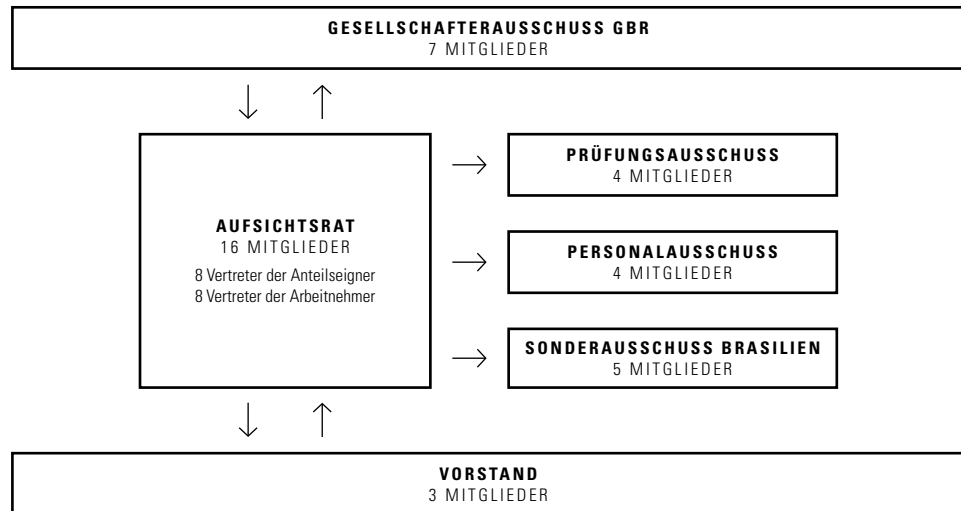 GESELLSCHAFTERAUSSCHUSS GBR
7 MITGLIEDER
AUFSICHTSRAT
16 MITGLIEDER
8 Vertreter der Anteilseigner
8 Vertreter der Arbeitnehmer
PRÜFUNGSAUSSCHUSS
4 MITGLIEDER
PERSONALAUSSCHUSS
4 MITGLIEDER
SONDERAUSSCHUSS BRASILIEN
5 MITGLIEDER
VORSTAND
3 MITGLIEDER